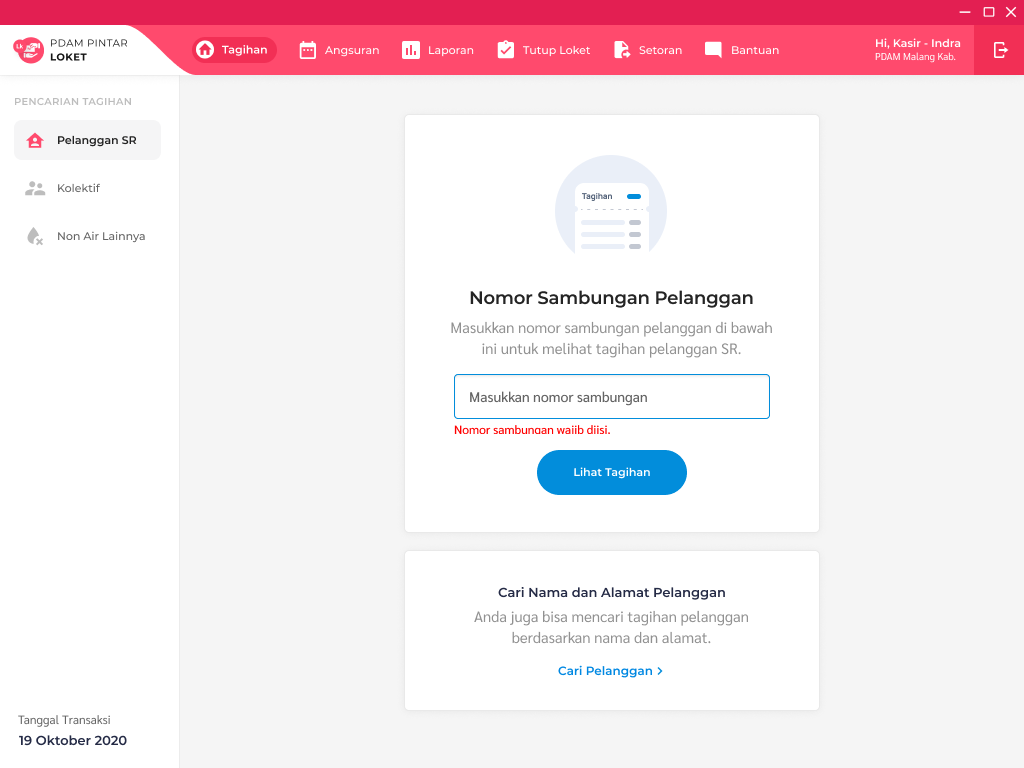 PDAM PINTAR
LOKET
Tagihan
Angsuran
Laporan
Tutup Loket
Setoran
Bantuan
Hi, Kasir - Indra
PDAM Malang Kab.
PENCARIAN TAGIHAN
Pelanggan SR
Kolektif
Non Air Lainnya
Tagihan
Nomor Sambungan Pelanggan
Masukkan nomor sambungan pelanggan di bawah
ini untuk melihat tagihan pelanggan SR.
Masukkan nomor sambungan
Nomor sambungan wajib diisi.
Lihat Tagihan
Cari Nama dan Alamat Pelanggan
Anda juga bisa mencari tagihan pelanggan
berdasarkan nama dan alamat.
Cari Pelanggan
Tanggal Transaksi
19 Oktober 2020